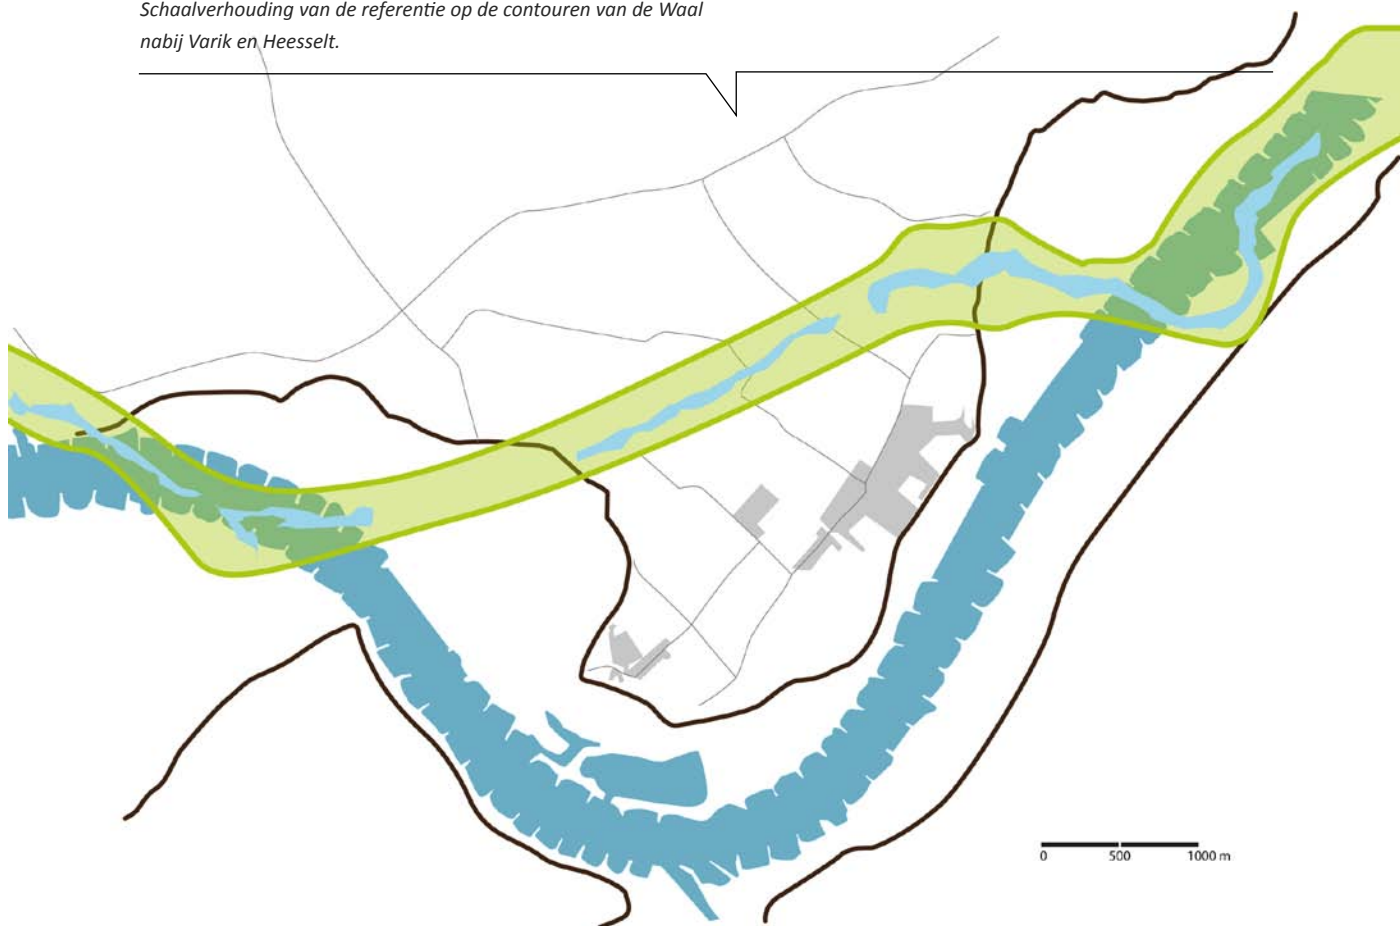 Schaalverhouding van de referentie op de contouren van de Waal
nabij Varik en Heesselt.
0 500 1000 m